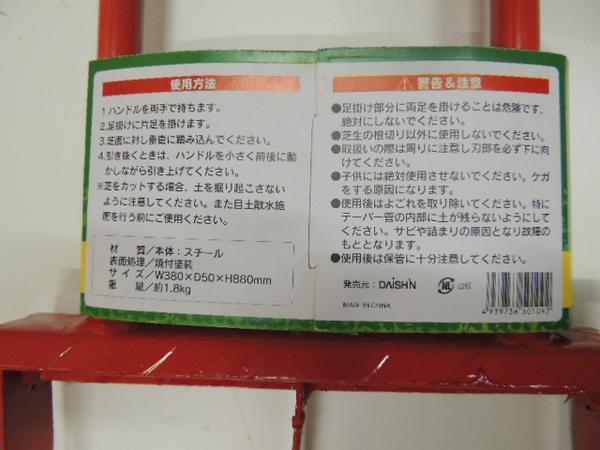 使用方法
1.ハンドルを両手で持ちます。
2.足掛けに片足を掛けます。
3.芝面に対し垂直に踏み込んでください。
4.引き抜くときは、ハンドルを小さく前後に動
かしながら引き上げてください。
※芝をカットする場合、土を掘り起こさない
ように注意してください。また目土散水施
肥を行う前にご使用ください。
材 質／本体：スチール
表面処理／焼付塗装
サ イ ズ／W380×D50×H880mm
重 量／約1.8kg
警告&注意
●足掛け部分に両足を掛けることは危険です、
絶対にしないでください。
●芝生の根切り以外に使用しないでください。
●取扱いの際は周りに注意し刃部を必ず下に向
けてください。
●子供には絶対使用させないでください。ケガ
をする原因になります。
●使用後はよごれを取り除いてください。特に
テーパー管の内部に土が残らないようにして
ください。サビや詰まりの原因となり故障の
もととなります。
●使用後は保管に十分注意してください。
発売元：DAISHIN
紙 台紙
MADE IN CHINA
4 939736 501092